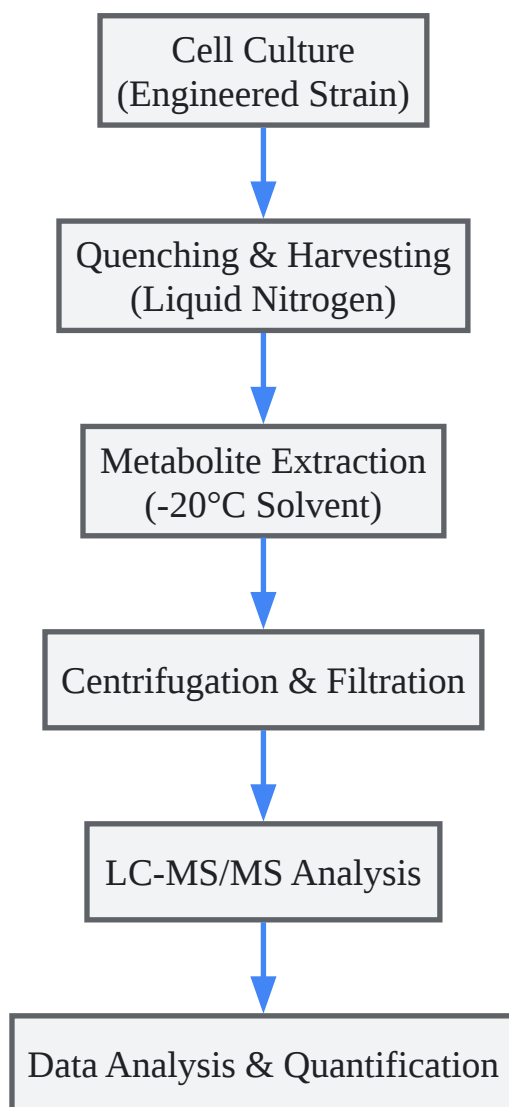 Cell Culture
(Engineered Strain)
Quenching & Harvesting
(Liquid Nitrogen)
Metabolite Extraction
(-20°C Solvent)
Centrifugation & Filtration
LC-MS/MS Analysis
Data Analysis & Quantification